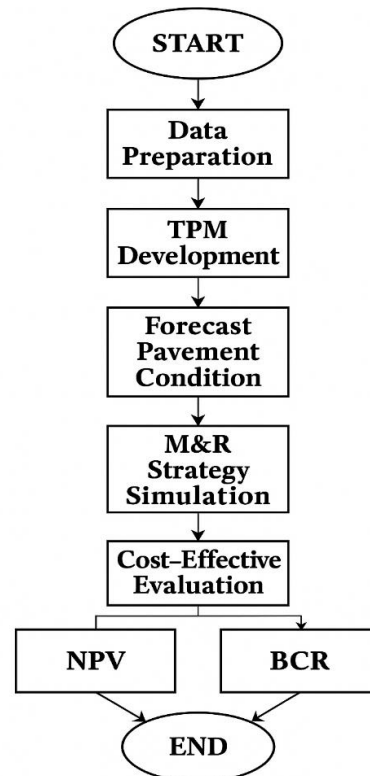 START
Data
Preparation
TPM
Development
Forecast
Pavement
Condition
M&R
Strategy
Simulation
Cost–Effective
Evaluation
NPV
BCR
END